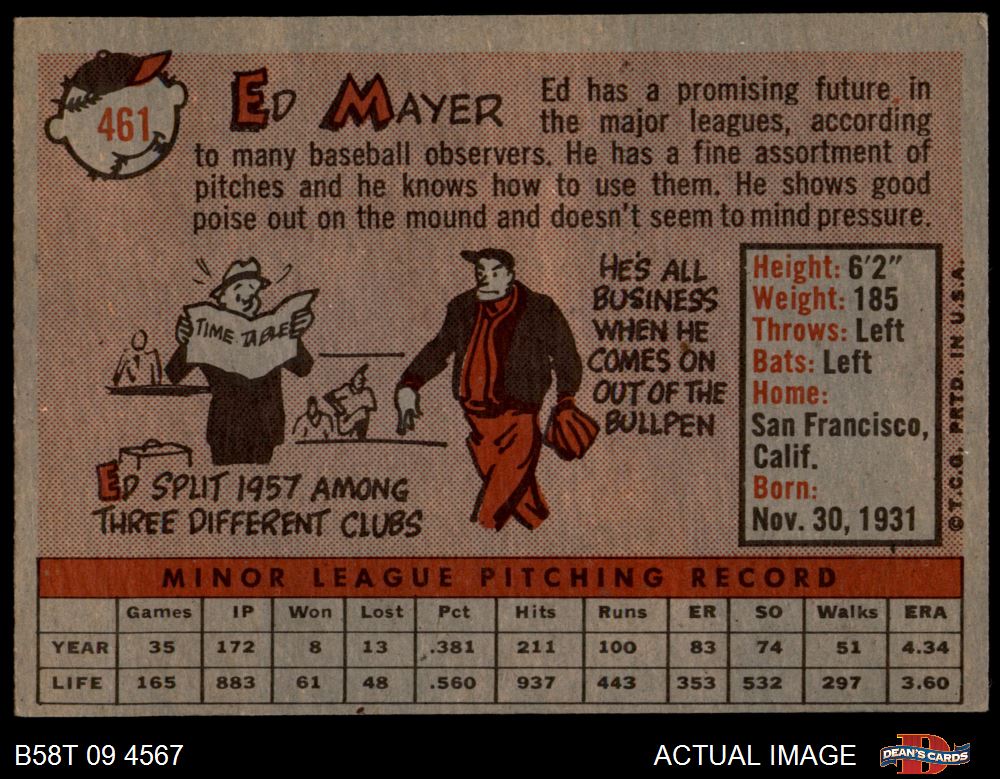 461
ED MAYER
Ed has a promising future in
the major leagues, according
to many baseball observers. He has a fine assortment of
pitches and he knows how to use them. He shows good
poise out on the mound and doesn't seem to mind pressure.
TIME TABLE
ED SPLIT 1957 AMONG
THREE DIFFERENT CLUBS
HE'S ALL
BUSINESS
WHEN HE
COMES ON
OUT OF THE
BULLPEN
Height: 6'2"
Weight: 185
Throws: Left
Bats: Left
Home:
San Francisco,
Calif.
Born:
Nov. 30, 1931
© T.C.G. PRTD. IN U.S.A.
MINOR LEAGUE PITCHING RECORD
Games IP Won Lost Pct Hits Runs ER SO Walks ERA
YEAR 35 172 8 13 .381 211 100 83 74 51 4.34
LIFE 165 883 61 48 .560 937 443 353 532 297 3.60
B58T 09 4567
ACTUAL IMAGE
DEAN'S CARDS